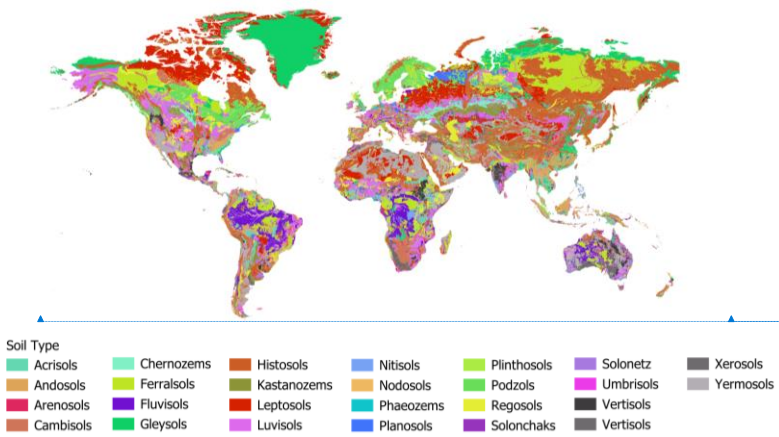 Soil Type
Acrisols
Andosols
Arenosols
Cambisols
Chernozems
Ferralsols
Fluvisols
Gleysols
Histosols
Kastanozems
Leptosols
Luvisols
Nitisols
Nodosols
Phaeozems
Planosols
Plinthosols
Podzols
Regosols
Solonchaks
Solonetz
Umbrisols
Vertisols
Vertisols
Xerosols
Yermosols